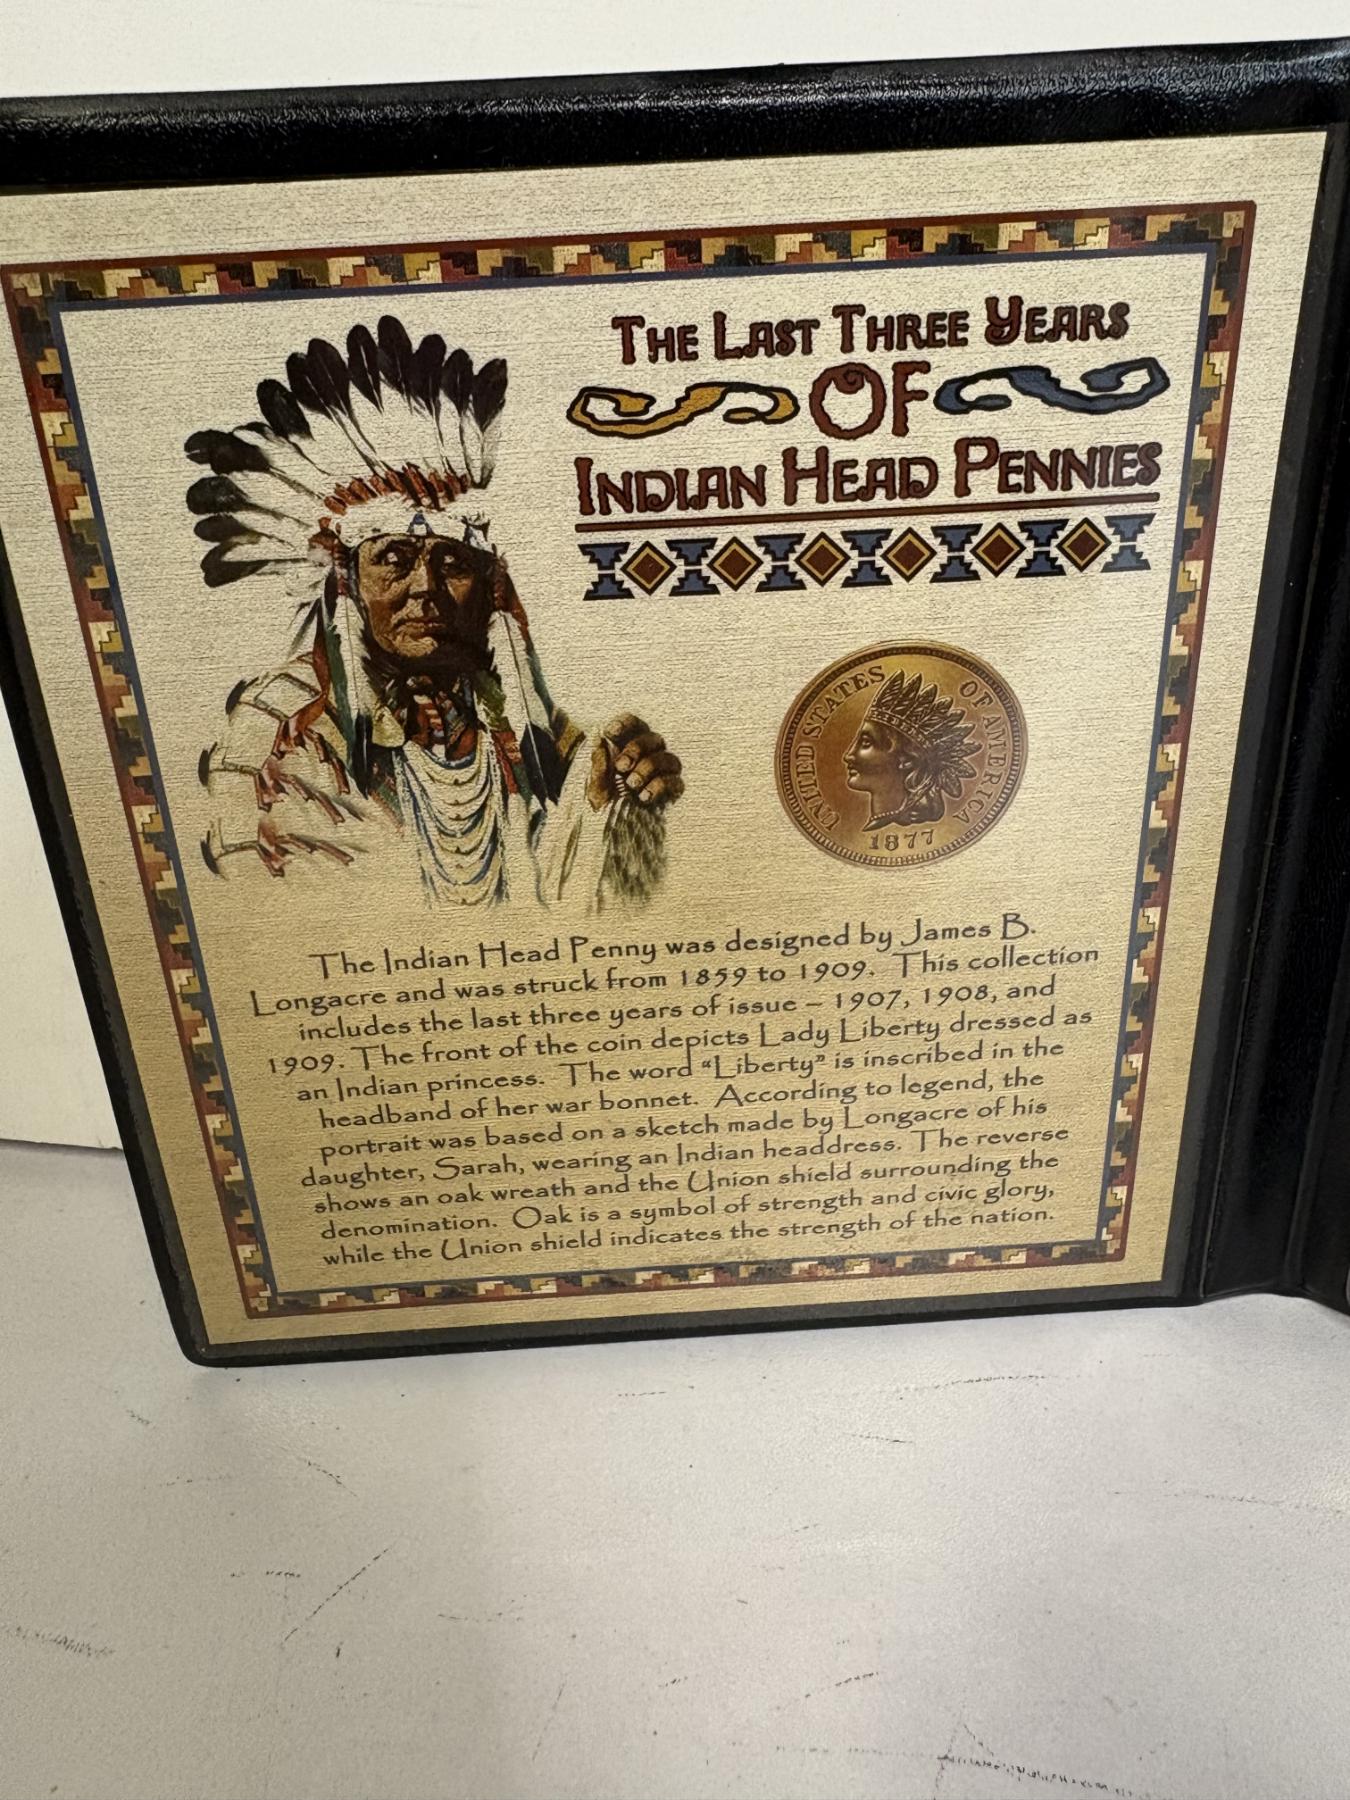 The Last Three Years
OF
Indian Head Pennies
UNITED STATES OF AMERICA
1877
The Indian Head Penny was designed by James B.
Longacre and was struck from 1859 to 1909. This collection
includes the last three years of issue – 1907, 1908, and
1909. The front of the coin depicts Lady Liberty dressed as
an Indian princess. The word "Liberty" is inscribed in the
headband of her war bonnet. According to legend, the
portrait was based on a sketch made by Longacre of his
daughter, Sarah, wearing an Indian headdress. The reverse
shows an oak wreath and the Union shield surrounding the
denomination. Oak is a symbol of strength and civic glory,
while the Union shield indicates the strength of the nation.